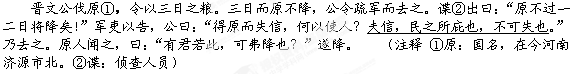 晋文公伐原①，令以三日之粮。三日而原不降，公令疏军而去之。谍②出曰：“原不过一
二日将降矣！”军吏以告，公曰：“得原而失信，何以使人？夫信，民之所庇也，不可失也。”
乃去之。原人闻之，曰：“有君若此，可弗降也？”遂降。 （注释 ①原：国名，在今河南
济源市北。②谍：侦查人员）